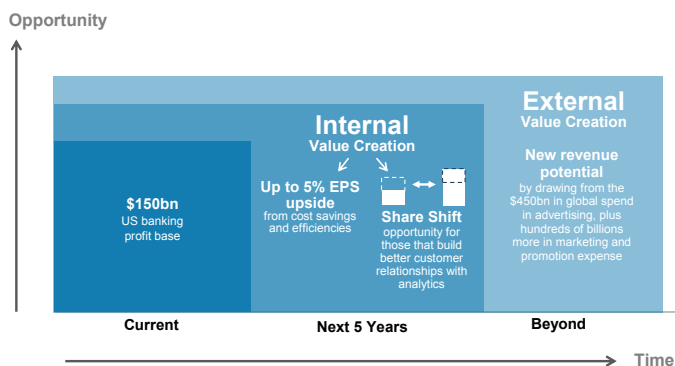 Opportunity
$150bn
US banking
profit base
Internal
Value Creation
Up to 5% EPS
upside
from cost savings
and efficiencies
Share Shift
opportunity for
those that build
better customer
relationships with
analytics
External
Value Creation
New revenue
potential
by drawing from the
$450bn in global spend
in advertising, plus
hundreds of billions
more in marketing and
promotion expense
Current
Next 5 Years
Beyond
Time